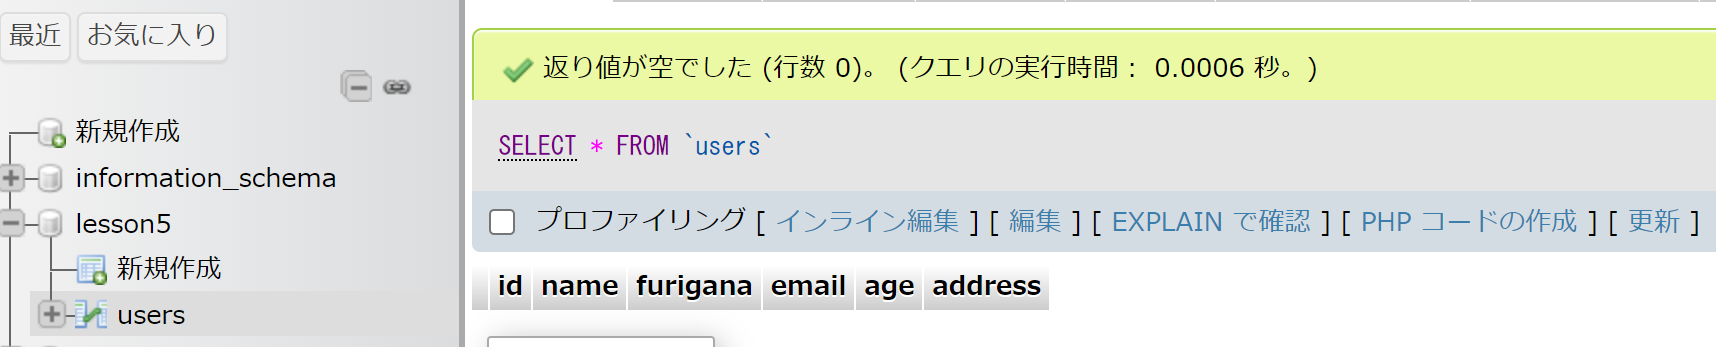 最近 お気に入り
新規作成
information_schema
lesson5
新規作成
users
返り値が空でした (行数 0)。 (クエリの実行時間： 0.0006 秒。)
SELECT * FROM `users`
プロファイリング [ インライン編集 ] [ 編集 ] [ EXPLAIN で確認 ] [ PHP コードの作成 ] [ 更新 ]
id name furigana email age address